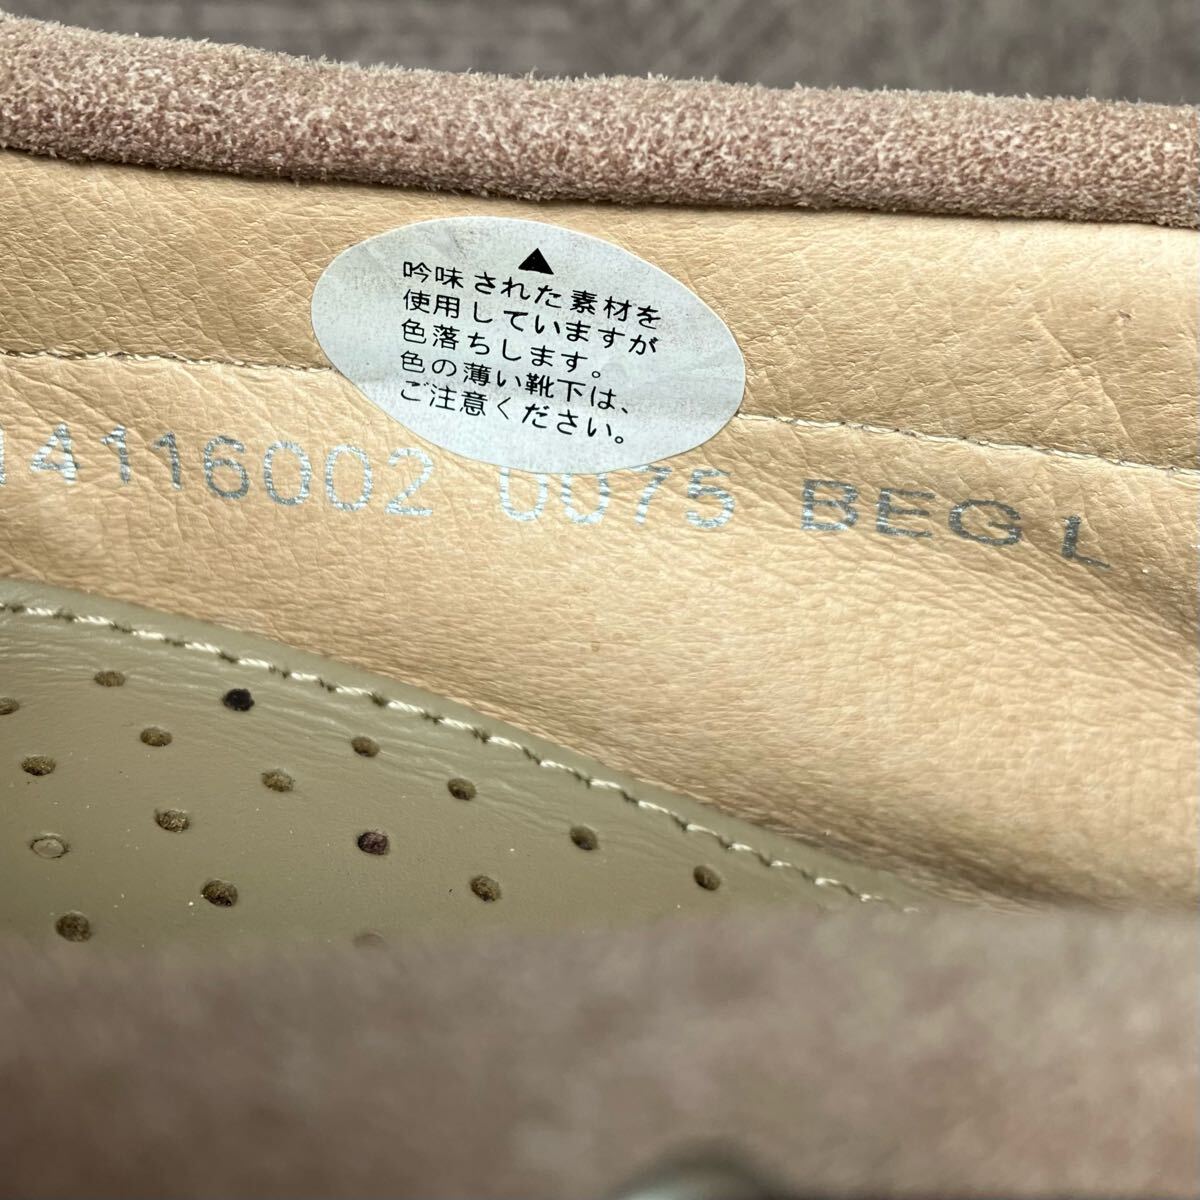 ▲
吟味された素材を
使用していますが
色落ちします。
色の薄い靴下は、
ご注意ください。
14116002 0075 BEG L